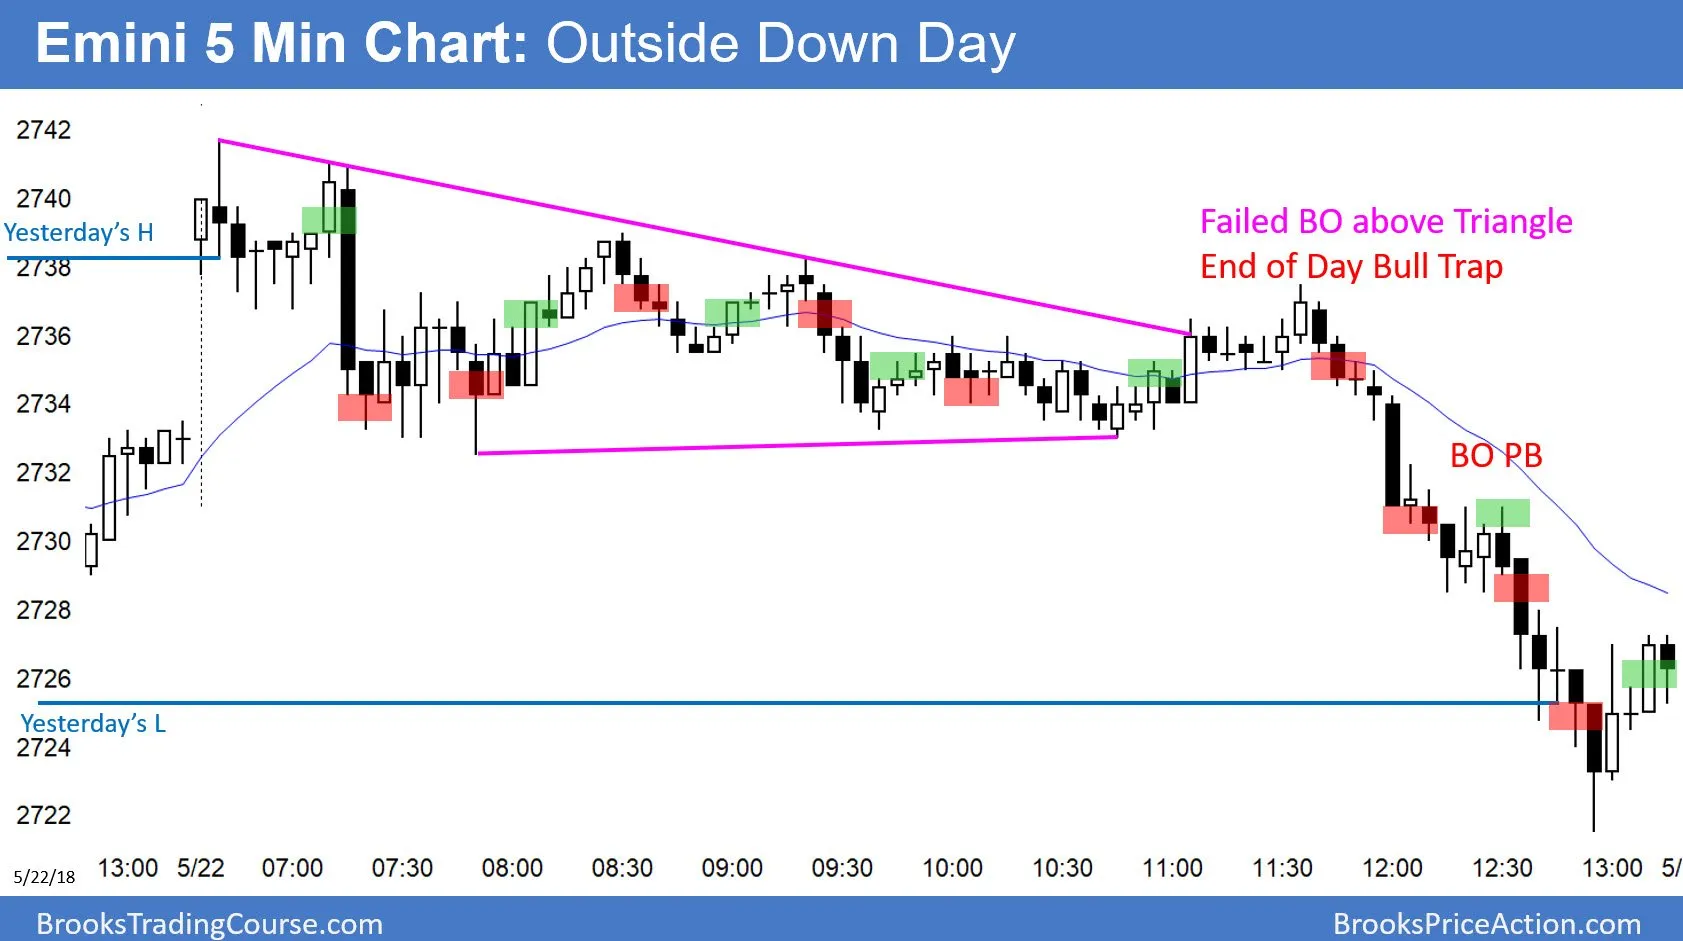 Emini 5 Min Chart: Outside Down Day
2742
2740
Yesterday's H
2738
2736
2734
2732
2730
2728
2726
Yesterday's L
2724
2722
Failed BO above Triangle
End of Day Bull Trap
BO PB
13:00 5/22 07:00 07:30 08:00 08:30 09:00 09:30 10:00 10:30 11:00 11:30 12:00 12:30 13:00 5/
5/22/18
BrooksTradingCourse.com
BrooksPriceAction.com